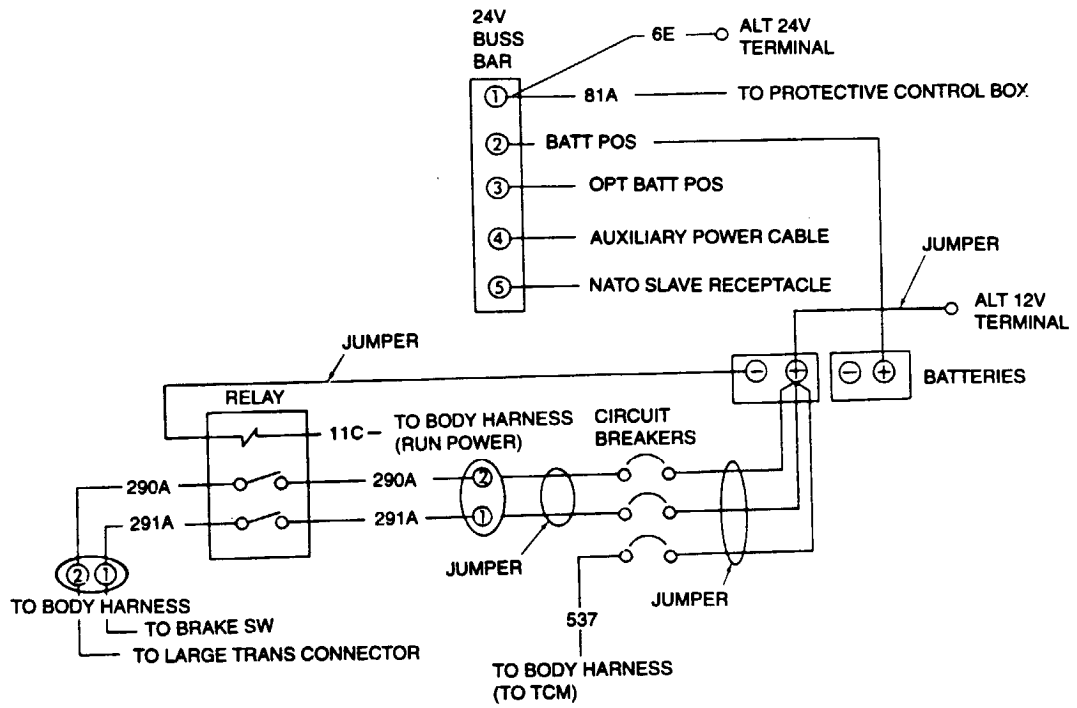 24V
BUSS
BAR
6E
ALT 24V
TERMINAL
1
81A
TO PROTECTIVE CONTROL BOX
2
BATT POS
3
OPT BATT POS
4
AUXILIARY POWER CABLE
JUMPER
5
NATO SLAVE RECEPTACLE
ALT 12V
TERMINAL
JUMPER
- +
- +
BATTERIES
RELAY
11C
TO BODY HARNESS
(RUN POWER)
CIRCUIT
BREAKERS
290A
290A
2
291A
291A
1
JUMPER
JUMPER
2 1
TO BODY HARNESS
TO BRAKE SW
TO LARGE TRANS CONNECTOR
537
TO BODY HARNESS
(TO TCM)